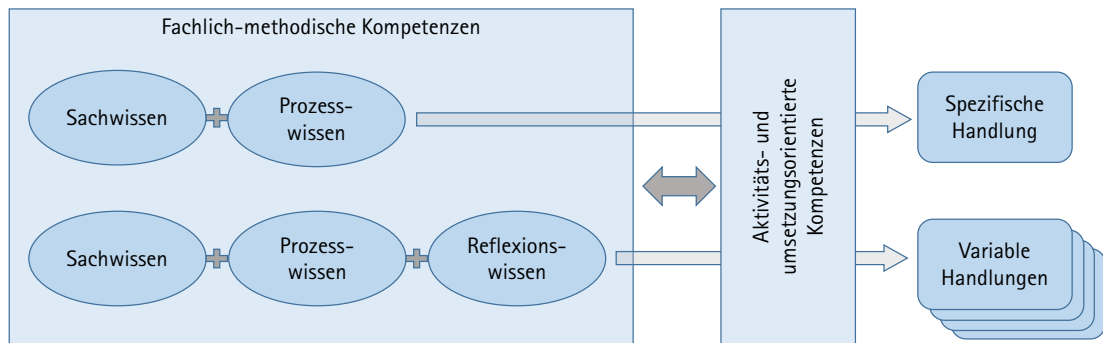 Fachlich-methodische Kompetenzen
Sachwissen
Prozess-
wissen
Aktivitäts- und
umsetzungsorientierte
Kompetenzen
Spezifische
Handlung
Sachwissen
Prozess-
wissen
Reflexions-
wissen
Variable
Handlungen